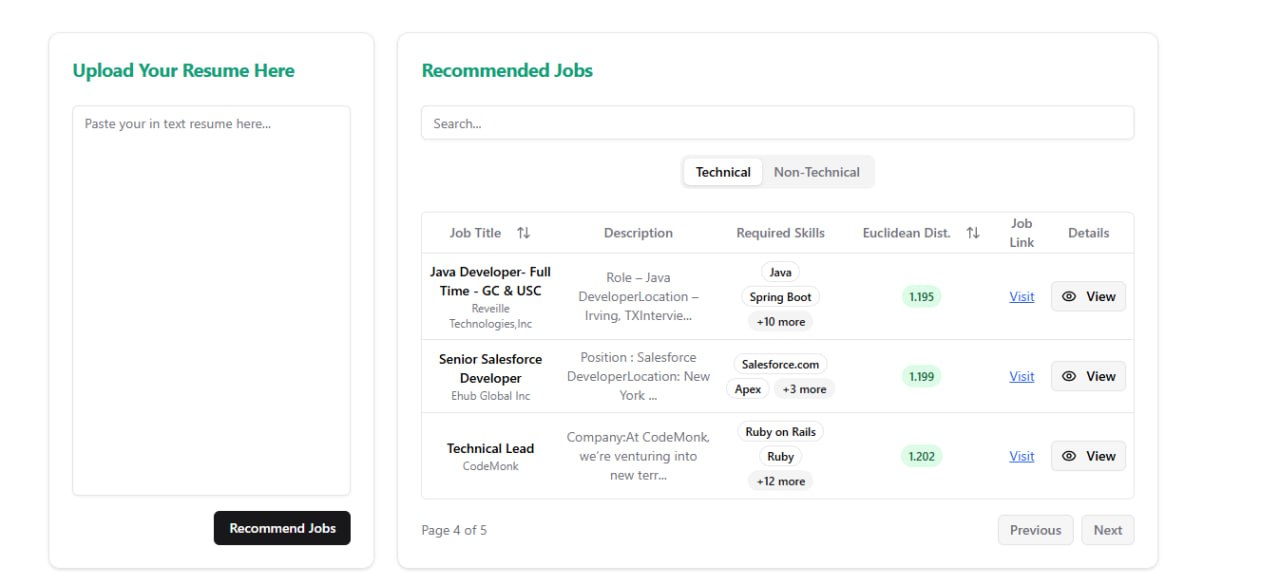 Upload Your Resume Here
Paste your in text resume here...
Recommend Jobs
Recommended Jobs
Search...
Technical Non-Technical
Job Title Description Required Skills Euclidean Dist. Job Link Details
Java Developer- Full
Time - GC & USC
Reveille
Technologies,Inc
Role – Java
DeveloperLocation –
Irving, TXIntervie...
Java
Spring Boot
+10 more
1.195
Visit
View
Senior Salesforce
Developer
Ehub Global Inc
Position : Salesforce
DeveloperLocation: New
York ...
Salesforce.com
Apex +3 more
1.199
Visit
View
Technical Lead
CodeMonk
Company:At CodeMonk,
we're venturing into
new terr...
Ruby on Rails
Ruby
+12 more
1.202
Visit
View
Page 4 of 5
Previous Next